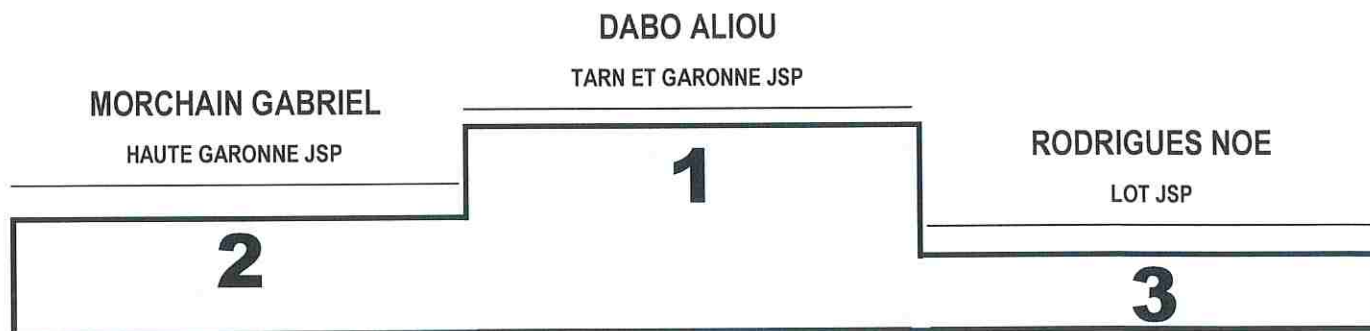 DABO ALIOU
TARN ET GARONNE JSP
MORCHAIN GABRIEL
HAUTE GARONNE JSP
RODRIGUES NOE
LOT JSP
1
2
3